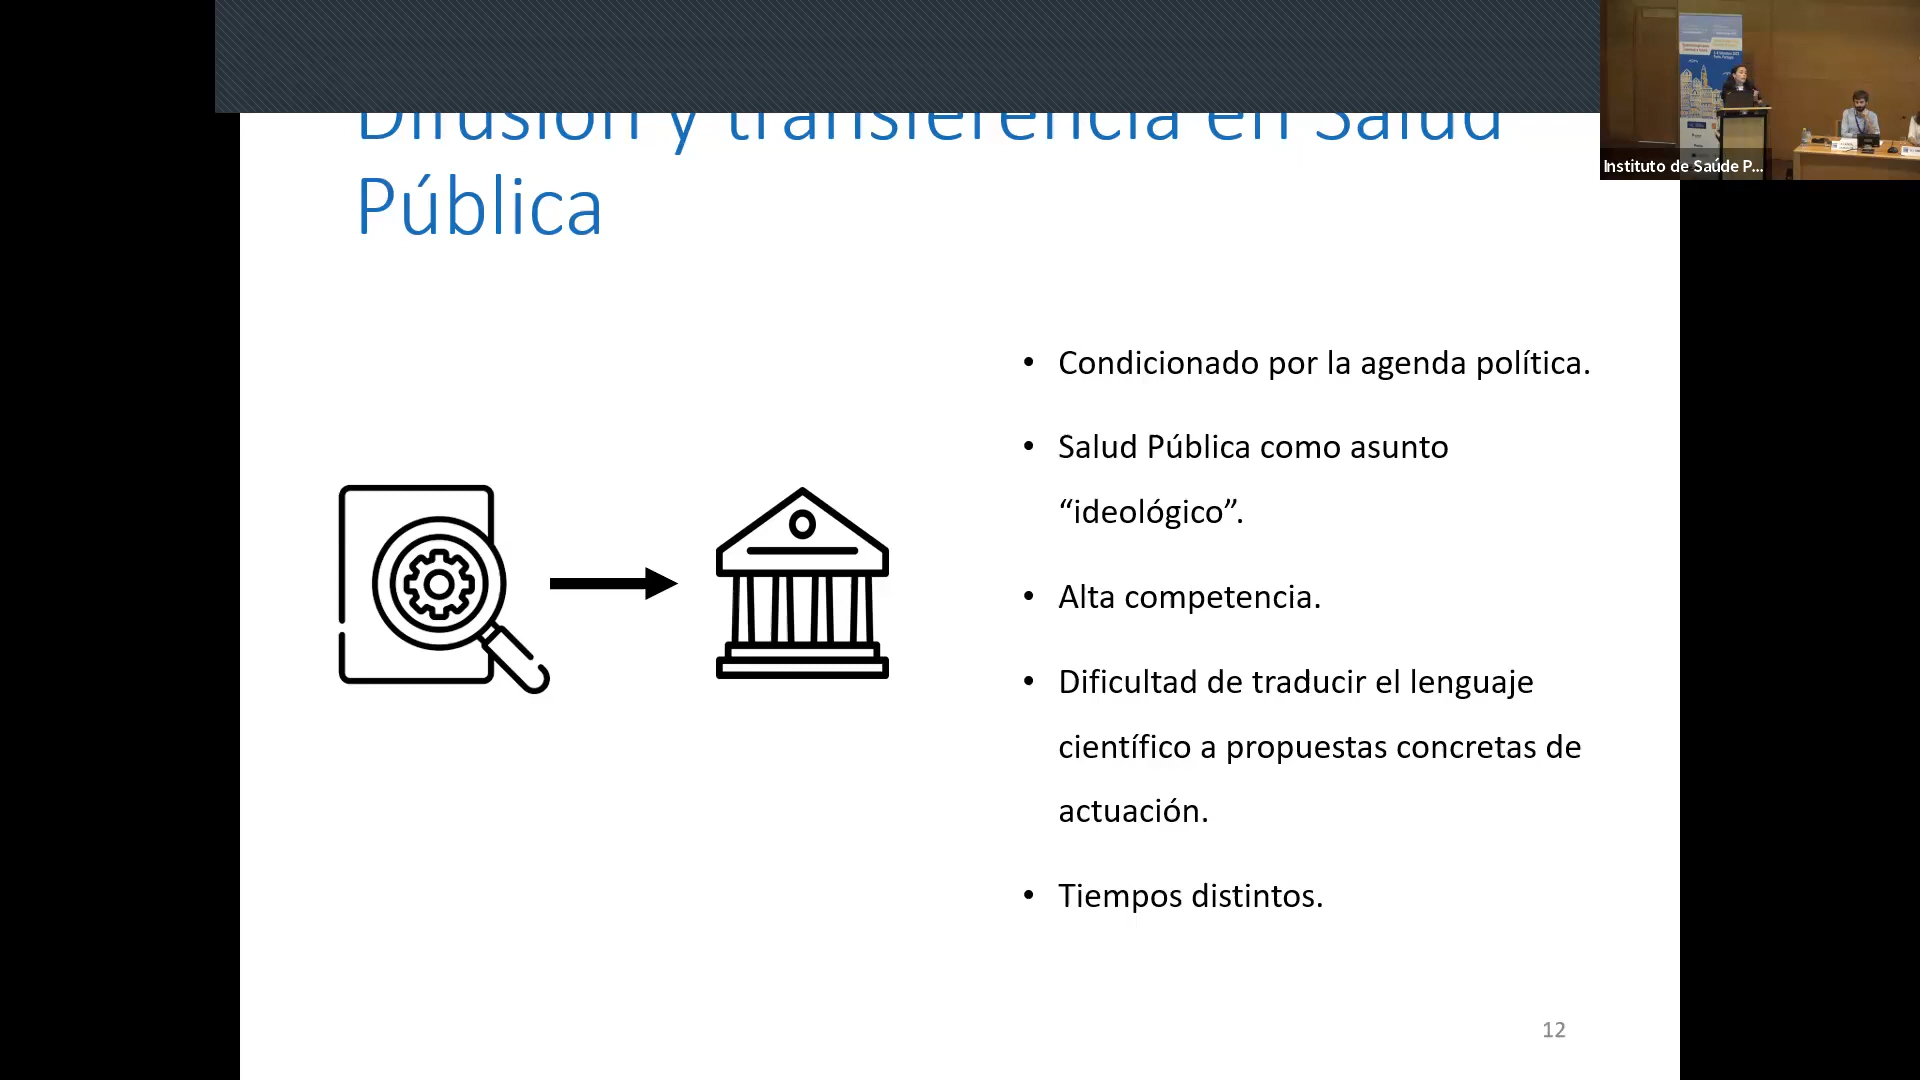 Difusión y transferencia en Salud
Pública
Instituto de Saúde P...
• Condicionado por la agenda política.
• Salud Pública como asunto
“ideológico”.
• Alta competencia.
• Dificultad de traducir el lenguaje
científico a propuestas concretas de
actuación.
• Tiempos distintos.
12